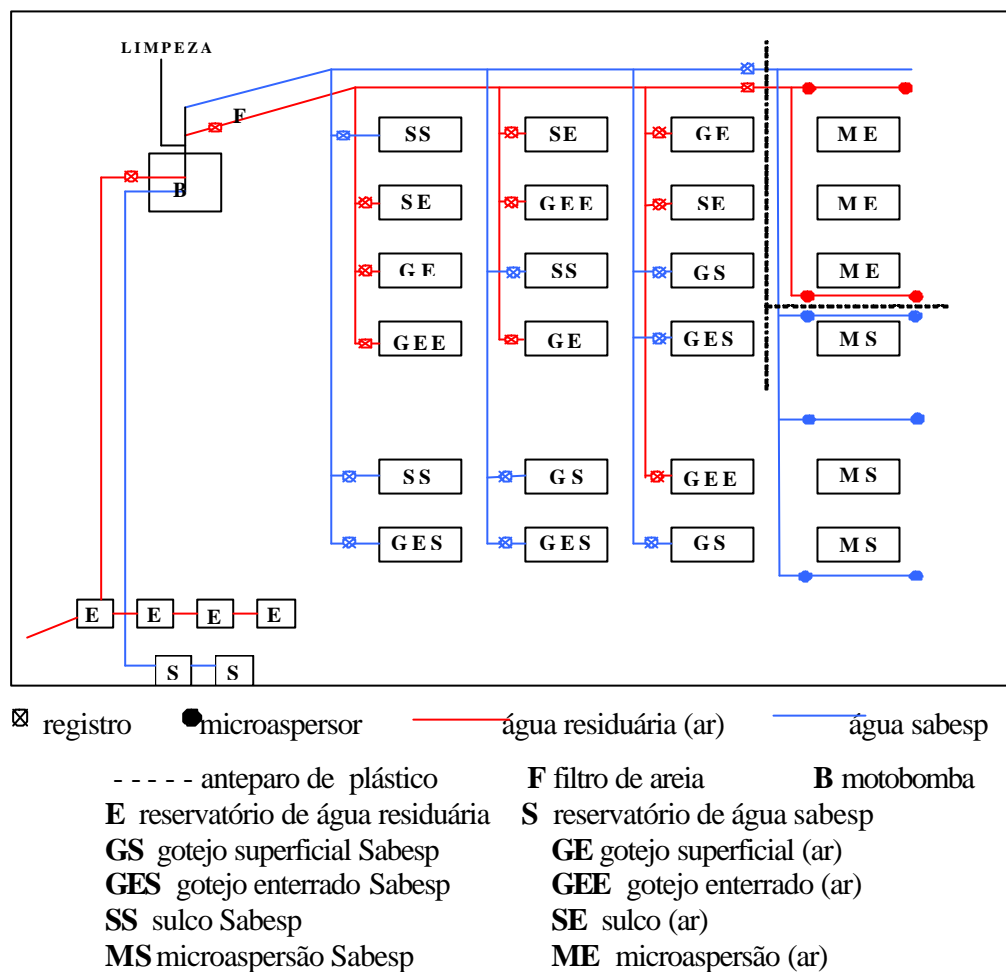 LIMPEZA
F
B
SS SE GE ME
SE GEE SE ME
GE SS GS ME
GEE GE GES MS
SS GS GEE MS
GES GES GS MS
E E E E
S S
registro microaspersor água residuária (ar) água sabesp
- - - - - anteparo de plástico F filtro de areia B motobomba
E reservatório de água residuária S reservatório de água sabesp
GS gotejo superficial Sabesp GE gotejo superficial (ar)
GES gotejo enterrado Sabesp GEE gotejo enterrado (ar)
SS sulco Sabesp SE sulco (ar)
MS microaspersão Sabesp ME microaspersão (ar)